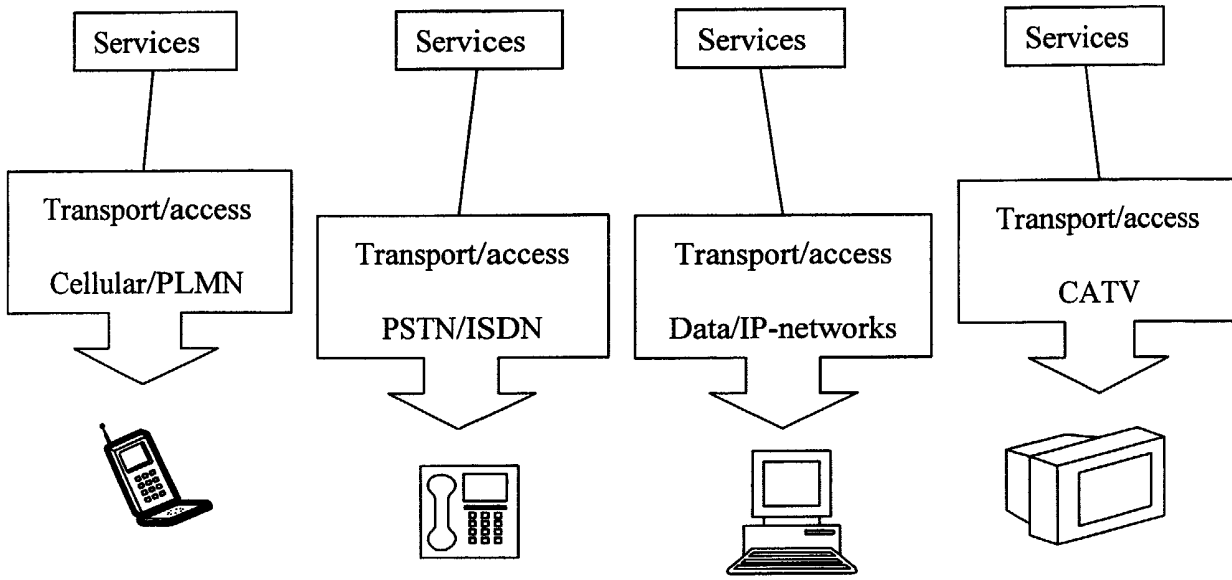 Services
Services
Services
Services
Transport/access
Cellular/PLMN
Transport/access
PSTN/ISDN
Transport/access
Data/IP-networks
Transport/access
CATV